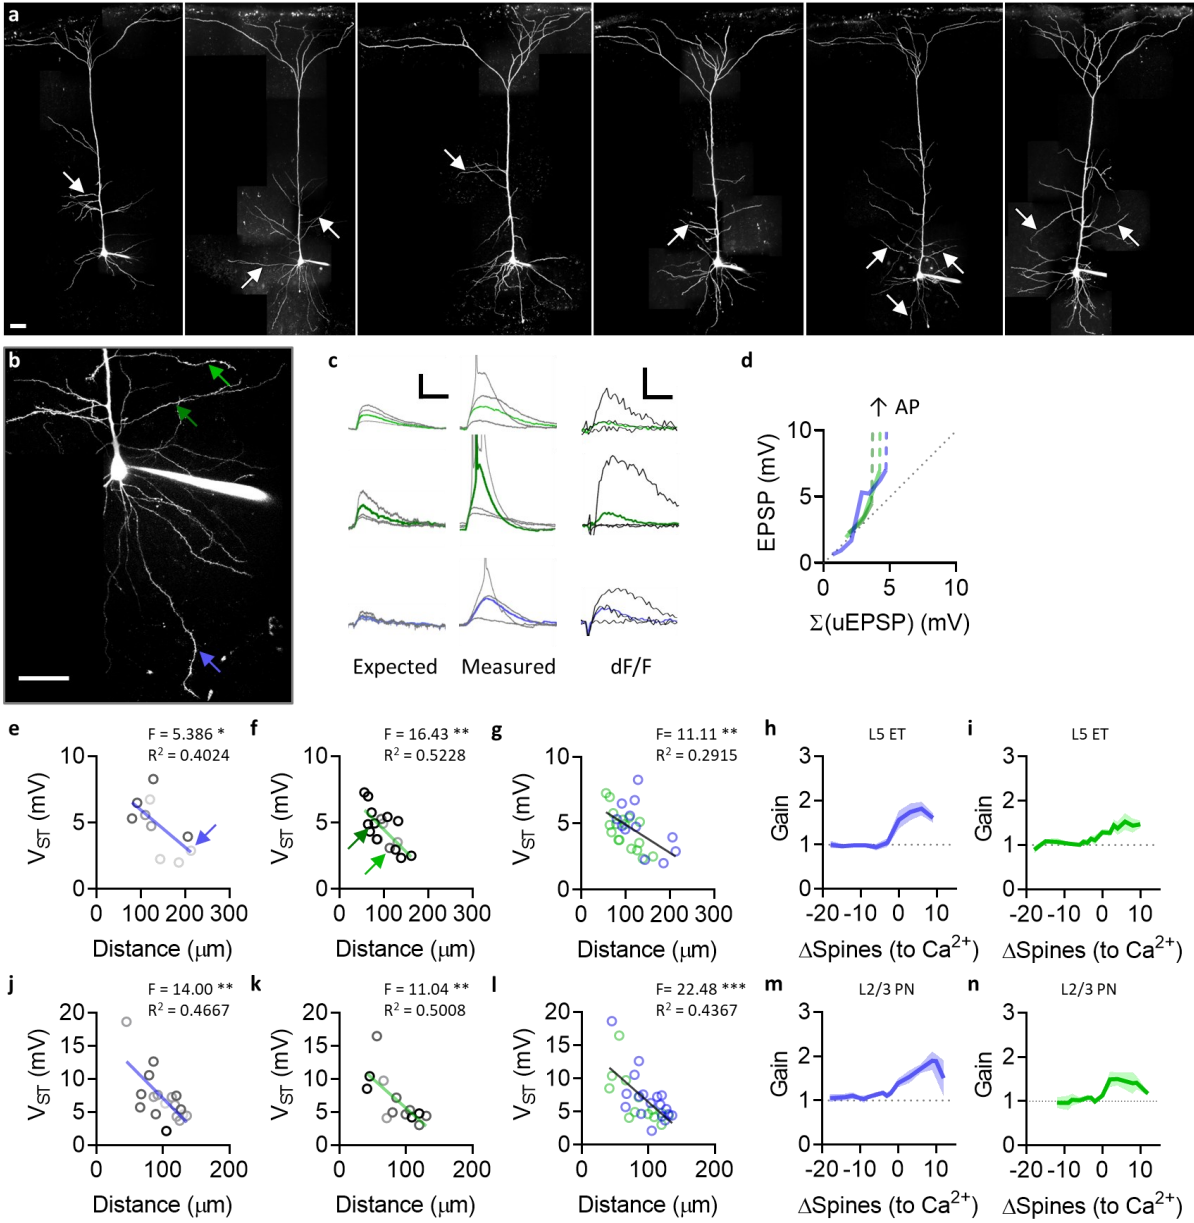 a
b
c
d
↑ AP
10
5
0
EPSP (mV)
0 5 10
Σ(uEPSP) (mV)
Expected Measured dF/F
e
F = 5.386 *
R² = 0.4024
10
5
0
V_ST (mV)
0 100 200 300
Distance (μm)
f
F = 16.43 **
R² = 0.5228
10
5
0
V_ST (mV)
0 100 200 300
Distance (μm)
g
F= 11.11 **
R² = 0.2915
10
5
0
V_ST (mV)
0 100 200 300
Distance (μm)
h
L5 ET
3
2
1
0
Gain
-20 -10 0 10
ΔSpines (to Ca²⁺)
i
L5 ET
3
2
1
0
Gain
-20 -10 0 10
ΔSpines (to Ca²⁺)
j
F = 14.00 **
R² = 0.4667
20
15
10
5
0
V_ST (mV)
0 100 200
Distance (μm)
k
F = 11.04 **
R² = 0.5008
20
15
10
5
0
V_ST (mV)
0 100 200
Distance (μm)
l
F= 22.48 ***
R² = 0.4367
20
15
10
5
0
V_ST (mV)
0 100 200
Distance (μm)
m
L2/3 PN
3
2
1
0
Gain
-20 -10 0 10
ΔSpines (to Ca²⁺)
n
L2/3 PN
3
2
1
0
Gain
-20 -10 0 10
ΔSpines (to Ca²⁺)